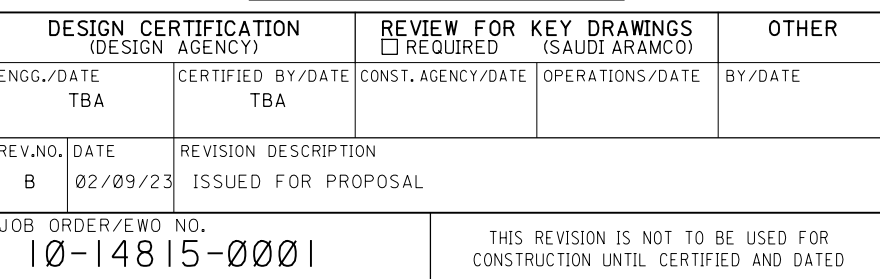 DESIGN CERTIFICATION
(DESIGN AGENCY)
REVIEW FOR KEY DRAWINGS
REQUIRED (SAUDI ARAMCO)
OTHER
ENGG./DATE
TBA
CERTIFIED BY/DATE
TBA
CONST. AGENCY/DATE
OPERATIONS/DATE
BY/DATE
REV.NO.
B
DATE
02/09/23
REVISION DESCRIPTION
ISSUED FOR PROPOSAL
JOB ORDER/EWO NO.
10-14815-0001
THIS REVISION IS NOT TO BE USED FOR
CONSTRUCTION UNTIL CERTIFIED AND DATED